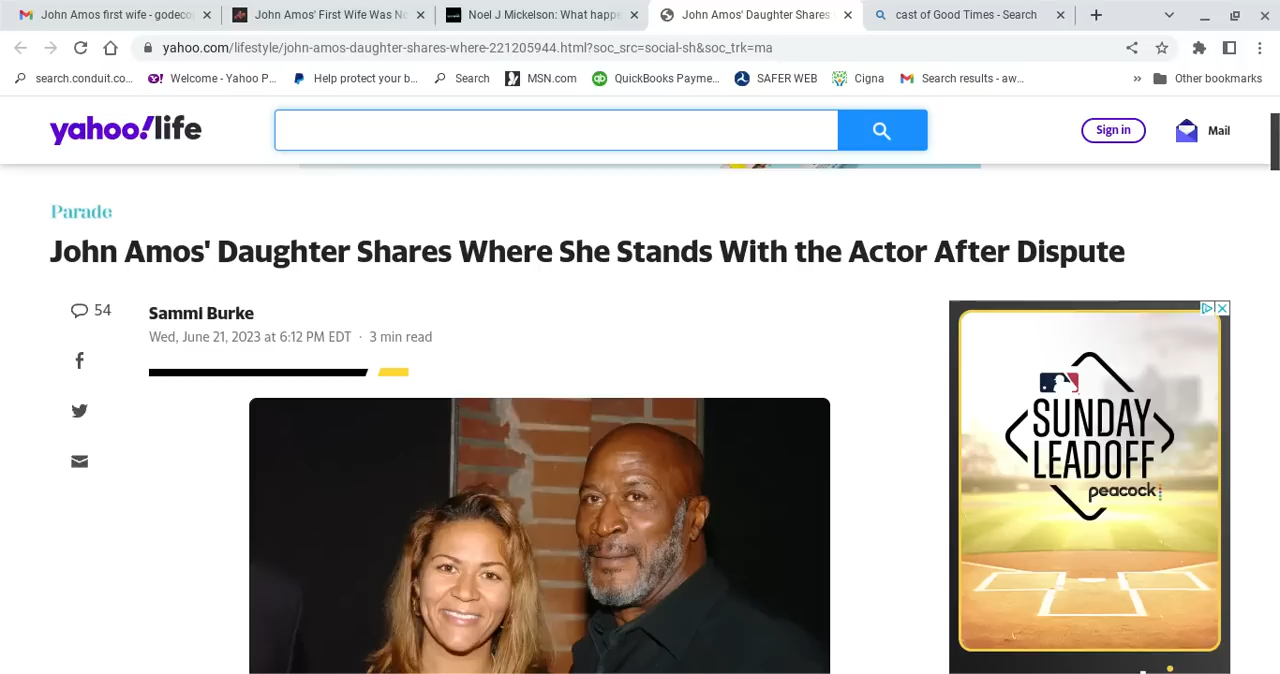 John Amos first wife - godeco
John Amos' First Wife Was No
Noel J Mickelson: What happe
John Amos' Daughter Shares
cast of Good Times - Search
yahoo.com/lifestyle/john-amos-daughter-shares-where-221205944.html?soc_src=social-sh&soc_trk=ma
search.conduit.co...
Welcome - Yahoo P...
Help protect your b...
Search
MSN.com
QuickBooks Payme...
SAFER WEB
Cigna
Search results - aw...
»
Other bookmarks
yahoo!life
Sign in
Mail
Parade
John Amos' Daughter Shares Where She Stands With the Actor After Dispute
54
Sammi Burke
Wed, June 21, 2023 at 6:12 PM EDT · 3 min read
SUNDAY
LEADOFF
peacock